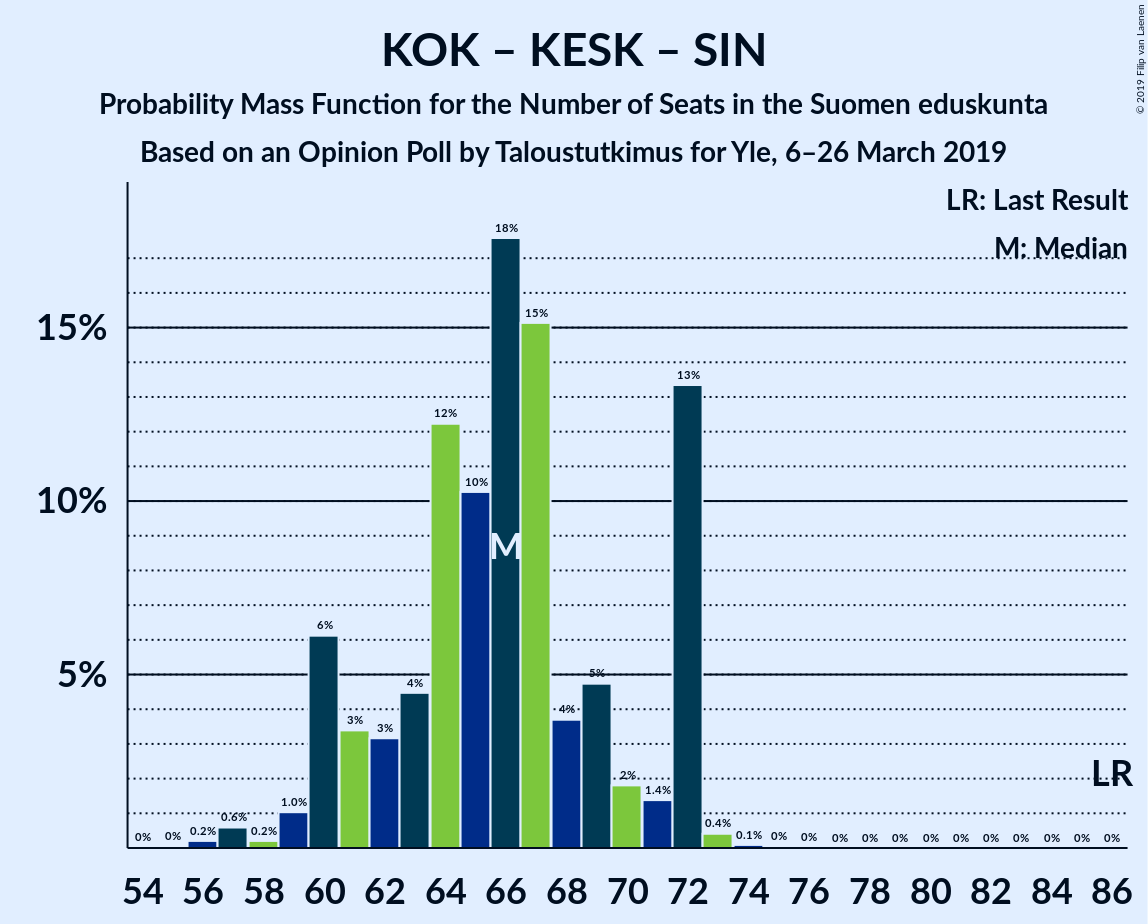 © 2019 Filip van Laenen
KOK – KESK – SIN
Probability Mass Function for the Number of Seats in the Suomen eduskunta
Based on an Opinion Poll by Taloustutkimus for Yle, 6–26 March 2019
LR: Last Result
M: Median
18%
15%
15%
13%
12%
10%
10%
M
6%
5%
5%
4%
4%
3%
3%
2%
1.4%
1.0%
LR
0% 0% 0.2% 0.6% 0.2% 0.4% 0.1% 0% 0% 0% 0% 0% 0% 0% 0% 0% 0% 0% 0%
54 56 58 60 62 64 66 68 70 72 74 76 78 80 82 84 86